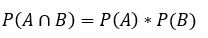 P(A ∩ B) = P(A) * P(B)